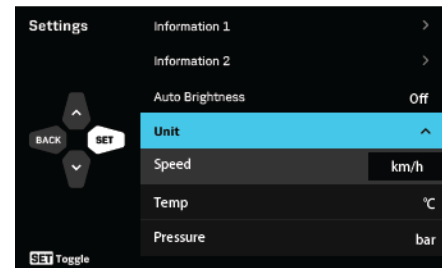 Settings
Information 1
Information 2
Auto Brightness Off
BACK SET
Unit
Speed km/h
Temp ℃
Pressure bar
SET Toggle